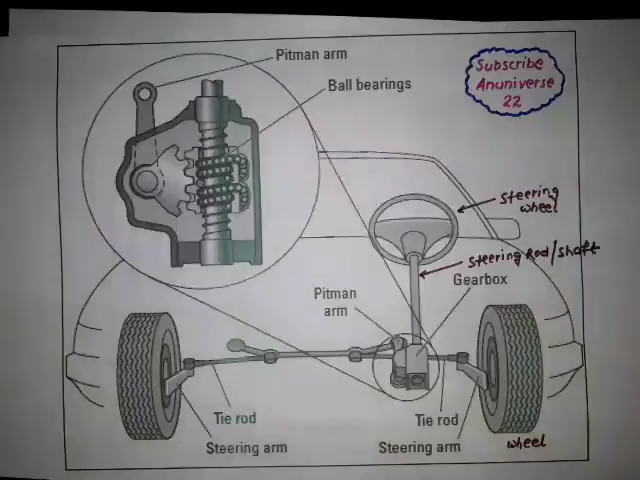 Pitman arm
Ball bearings
Subscribe
Anuniverse
22
Steering
wheel
Steering Rod/shaft
Gearbox
Pitman
arm
Tie rod
Tie rod
Steering arm
Steering arm
wheel